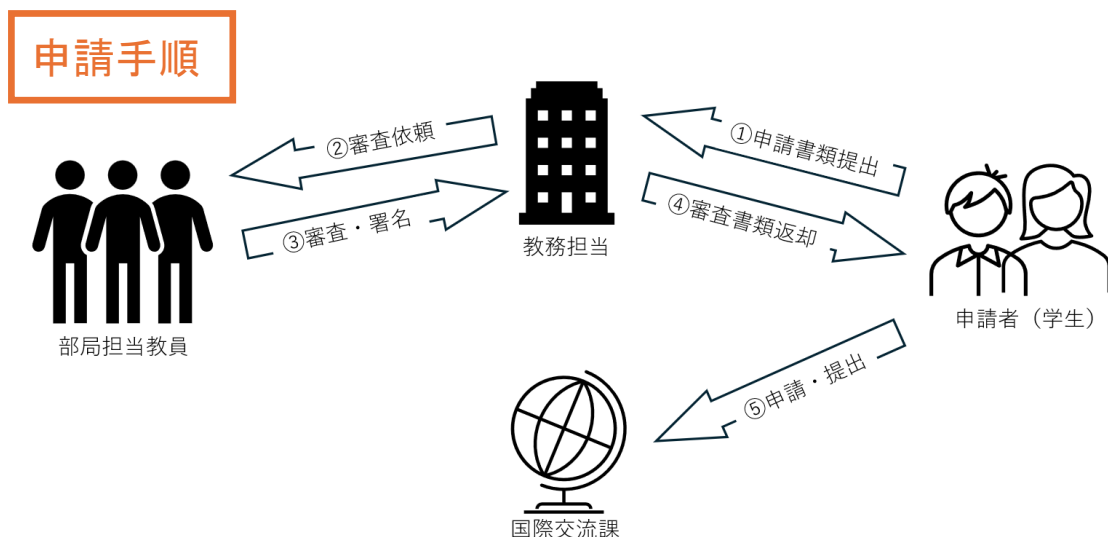 申請手順
②審査依頼
①申請書類提出
③審査・署名
④審査書類返却
教務担当
部局担当教員
申請者（学生）
⑤申請・提出
国際交流課